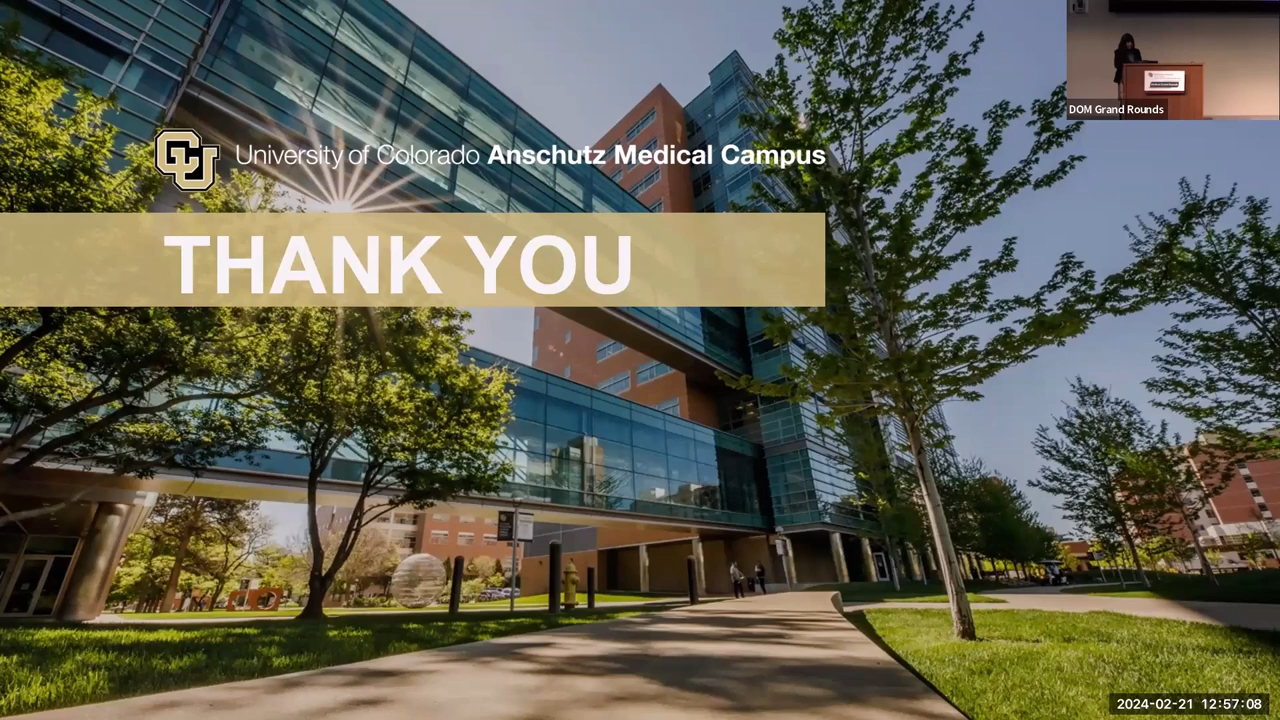 University of Colorado Anschutz Medical Campus
THANK YOU
DOM Grand Rounds
2024-02-21 12:57:08